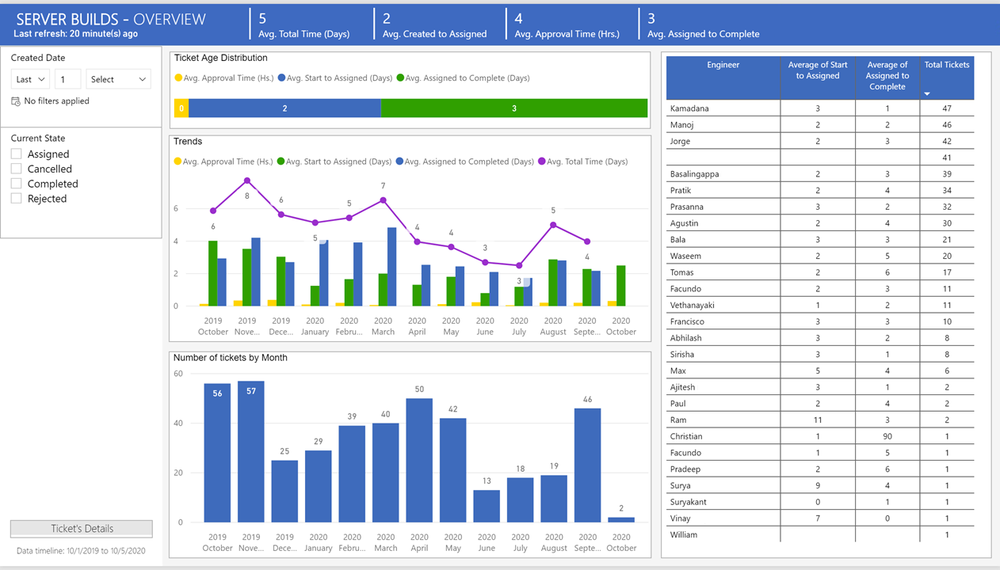 SERVER BUILDS - OVERVIEW
Last refresh: 20 minute(s) ago
5
Avg. Total Time (Days)
2
Avg. Created to Assigned
4
Avg. Approval Time (Hrs.)
3
Avg. Assigned to Complete
Created Date
Last 1 Select
No filters applied
Current State
Assigned
Cancelled
Completed
Rejected
Ticket's Details
Data timeline: 10/1/2019 to 10/5/2020
Ticket Age Distribution
Avg. Approval Time (Hs.) Avg. Start to Assigned (Days) Avg. Assigned to Complete (Days)
0 2 3
Trends
Avg. Approval Time (Hs.) Avg. Start to Assigned (Days) Avg. Assigned to Completed (Days) Avg. Total Time (Days)
6
4
2
0
6 8 6 5 5 7 4 4 3 3 5 4
2019 2019 2019 2020 2020 2020 2020 2020 2020 2020 2020 2020 2020
October Nove... Dece... January Febru... March April May June July August Septe... October
Number of tickets by Month
60
40
20
0
56 57 25 29 39 40 50 42 13 18 19 46 2
2019 2019 2019 2020 2020 2020 2020 2020 2020 2020 2020 2020 2020
October Nove... Dece... January Febru... March April May June July August Septe... October
Engineer Average of Start to Assigned Average of Assigned to Complete Total Tickets
Kamadana 3 1 47
Manoj 2 2 46
Jorge 2 3 42
41
Basalingappa 2 3 39
Pratik 2 4 34
Prasanna 3 2 32
Agustin 2 4 30
Bala 3 3 21
Waseem 2 5 20
Tomas 2 6 17
Facundo 2 3 11
Vethanayaki 1 2 11
Francisco 3 3 10
Abhilash 3 2 8
Sirisha 3 1 8
Max 5 4 6
Ajitesh 3 1 2
Paul 2 4 2
Ram 11 3 2
Christian 1 90 1
Facundo 1 5 1
Pradeep 2 6 1
Surya 9 4 1
Suryakant 0 1 1
Vinay 7 0 1
William 1